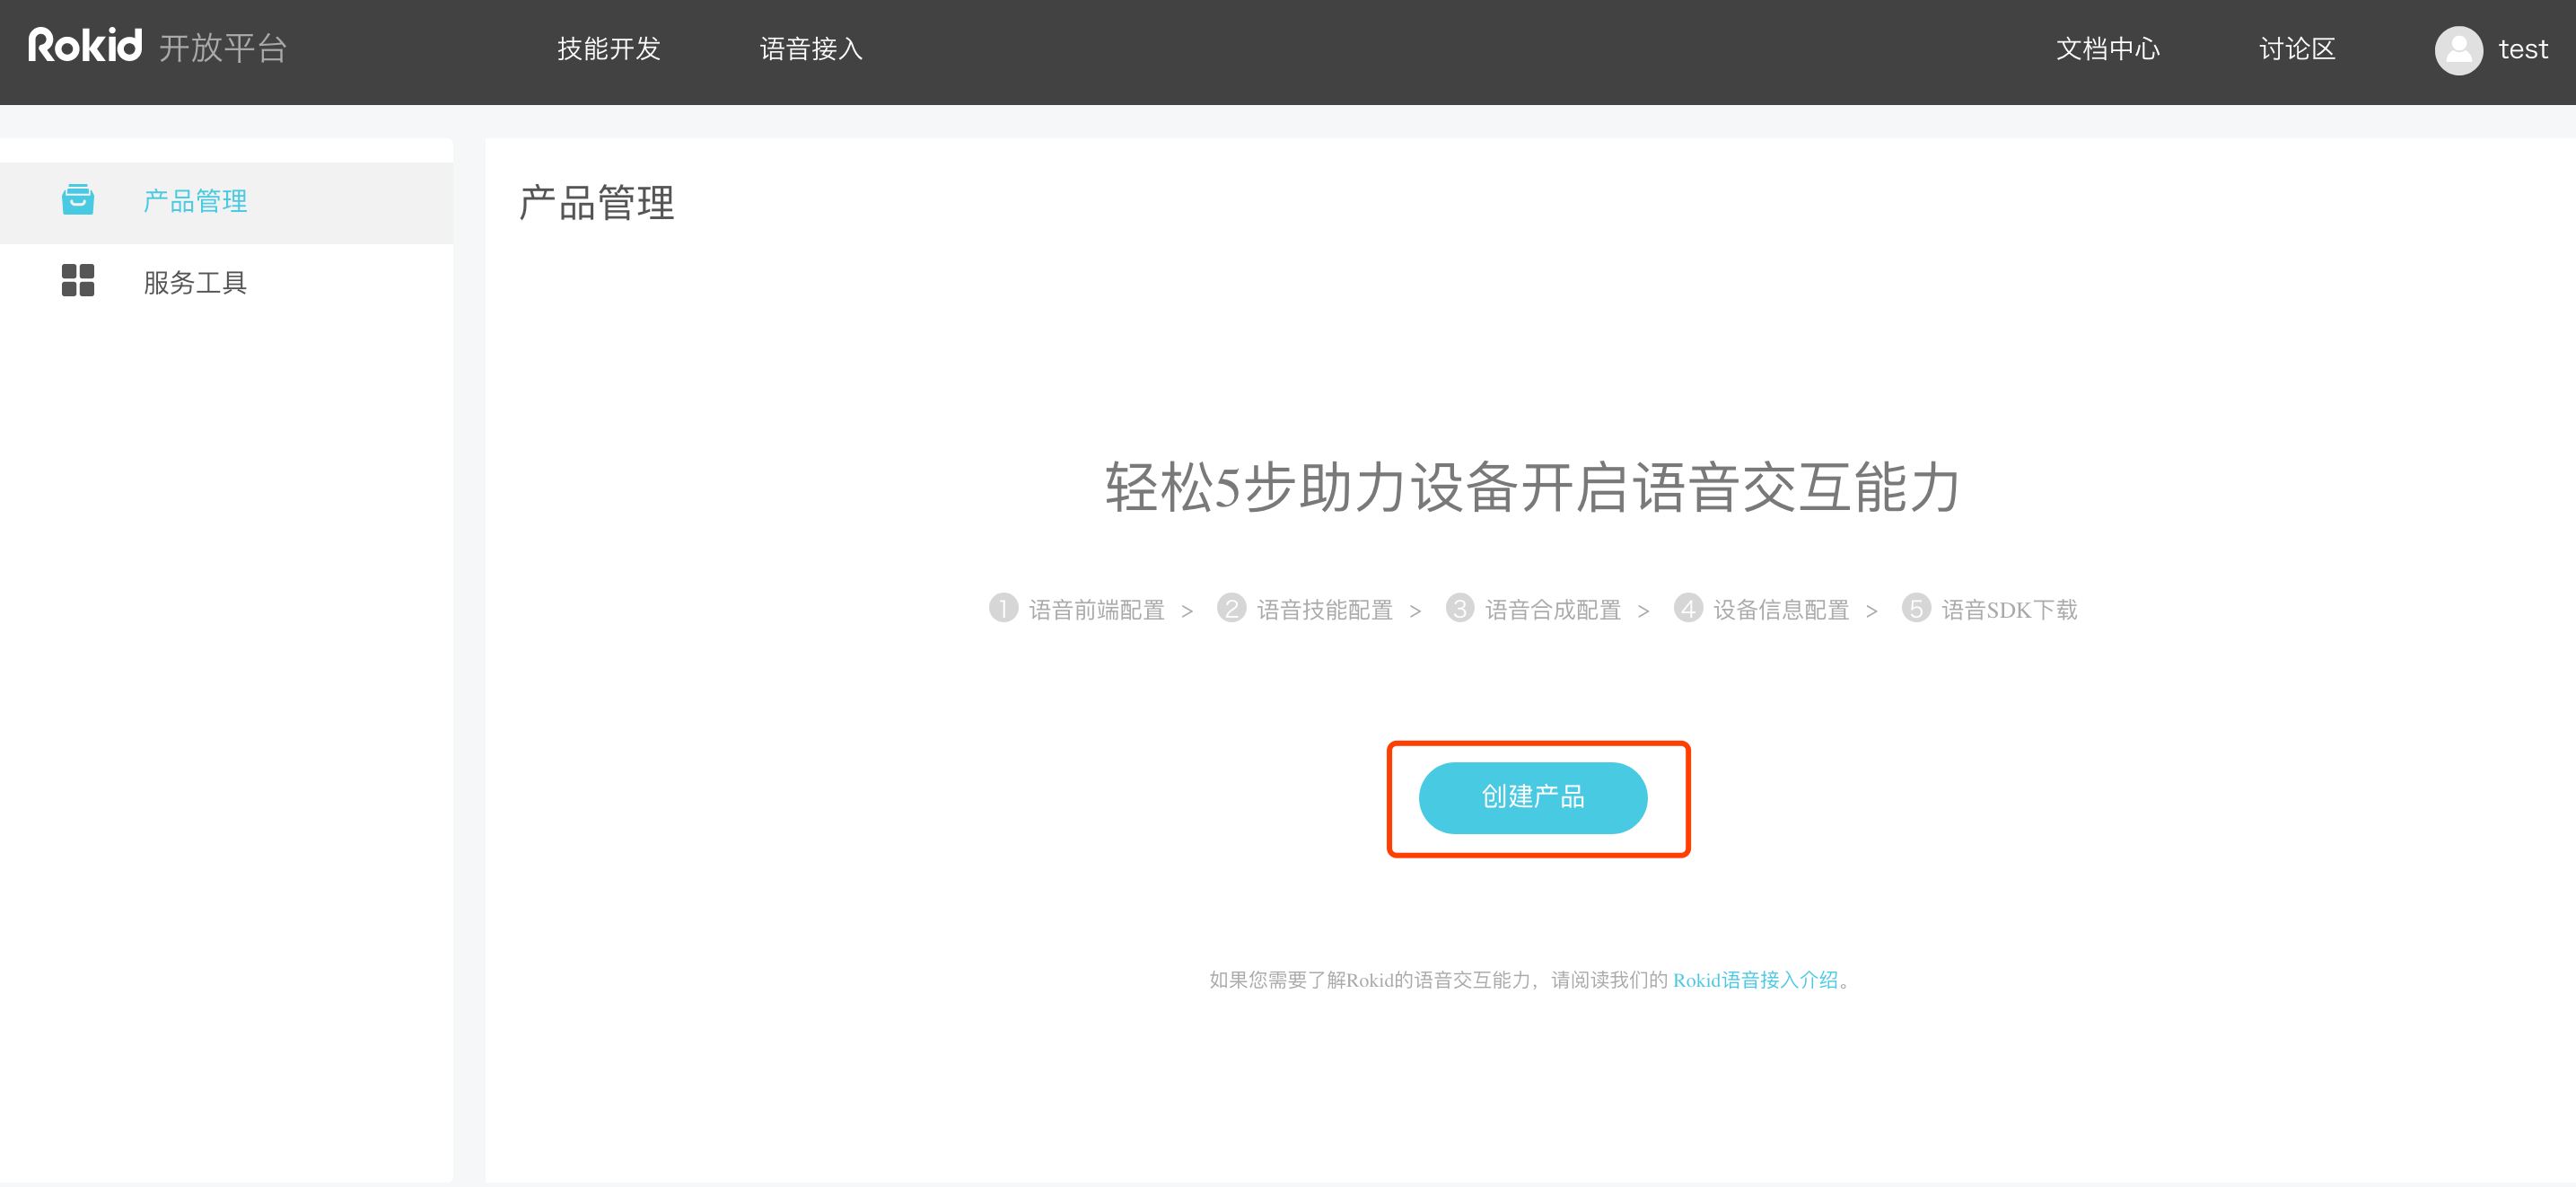 Rokid 开放平台 技能开发 语音接入 文档中心 讨论区 test
产品管理
服务工具
产品管理
轻松5步助力设备开启语音交互能力
1 语音前端配置 > 2 语音技能配置 > 3 语音合成配置 > 4 设备信息配置 > 5 语音SDK下载
创建产品
如果您需要了解Rokid的语音交互能力，请阅读我们的 Rokid语音接入介绍。